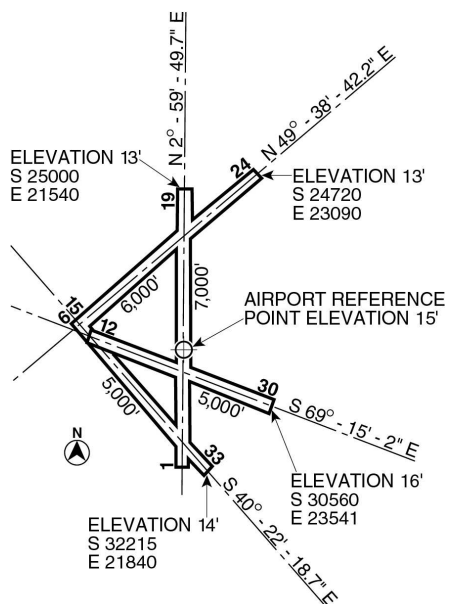 N 2° - 59' - 49.7" E
N 49° - 38' - 42.2" E
ELEVATION 13'
S 25000
E 21540
19
24
ELEVATION 13'
S 24720
E 23090
6,000'
7,000'
15
6
12
AIRPORT REFERENCE
POINT ELEVATION 15'
5,000'
5,000'
30
S 69° - 15' - 2" E
N
1
33
ELEVATION 16'
S 30560
E 23541
ELEVATION 14'
S 32215
E 21840
S 40° - 22' - 18.7" E